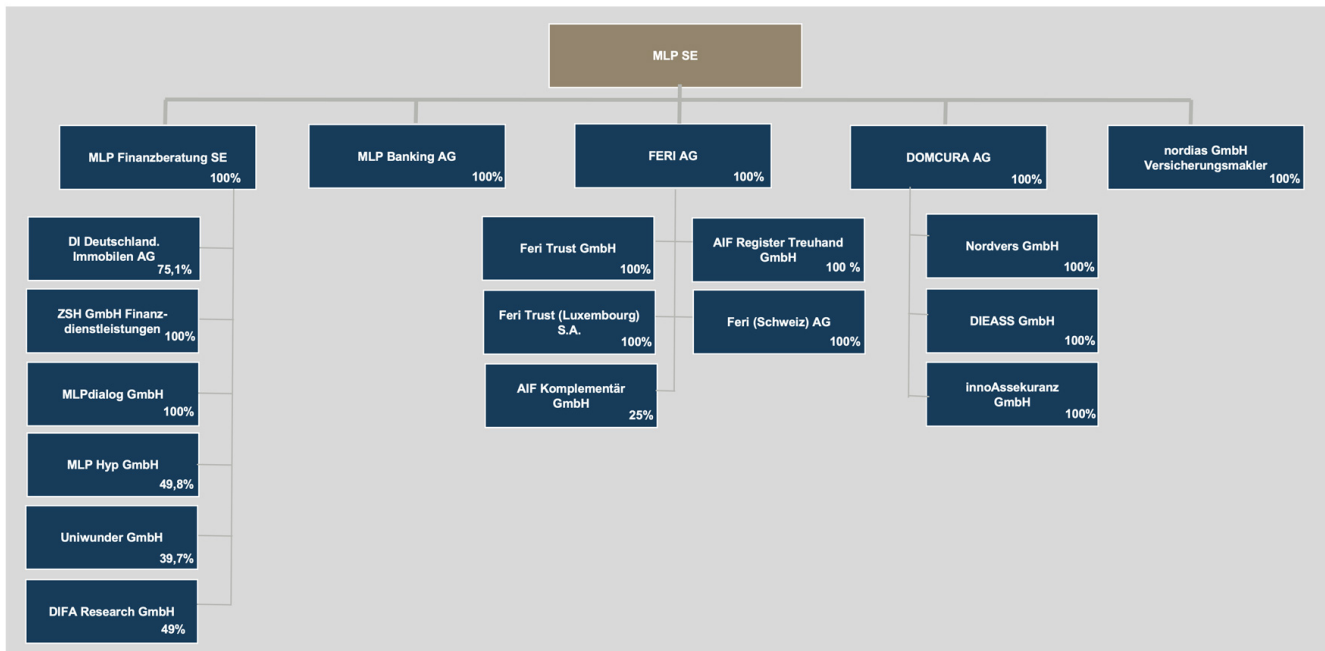 MLP SE
MLP Finanzberatung SE
100%
MLP Banking AG
100%
FERI AG
100%
DOMCURA AG
100%
nordias GmbH
Versicherungsmakler
100%
DI Deutschland.
Immobilen AG
75,1%
ZSH GmbH Finanz-
dienstleistungen
100%
MLPdialog GmbH
100%
MLP Hyp GmbH
49,8%
Uniwunder GmbH
39,7%
DIFA Research GmbH
49%
Feri Trust GmbH
100%
AIF Register Treuhand
GmbH
100 %
Feri Trust (Luxembourg)
S.A.
100%
Feri (Schweiz) AG
100%
AIF Komplementär
GmbH
25%
Nordvers GmbH
100%
DIEASS GmbH
100%
innoAssekuranz
GmbH
100%